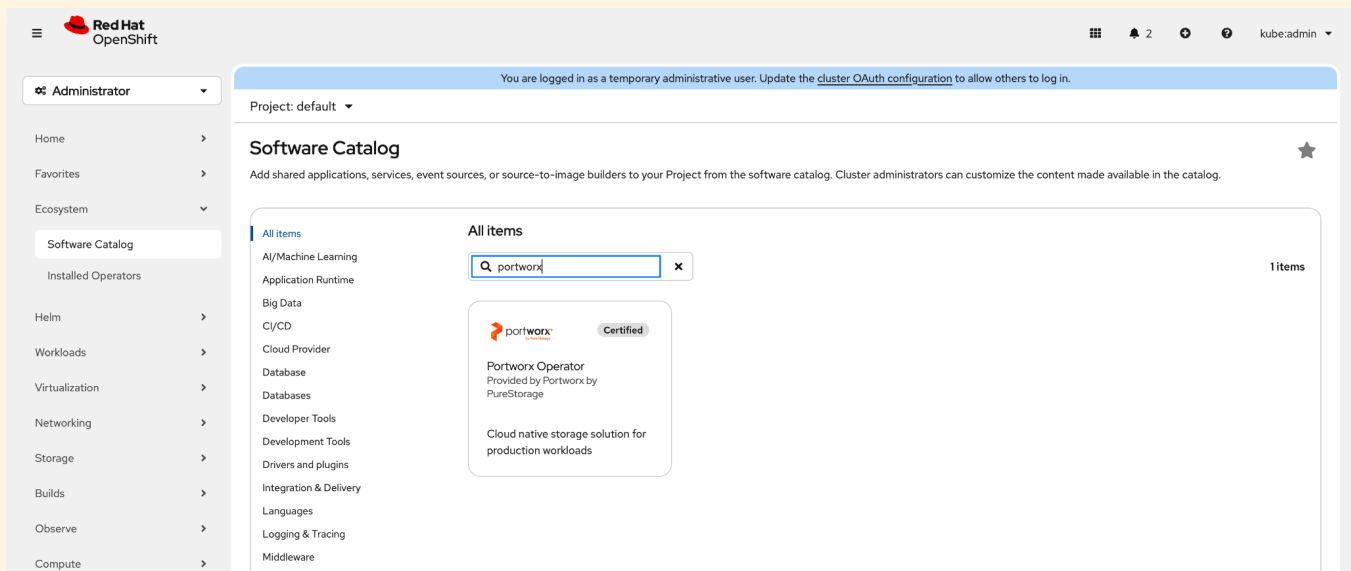 Red Hat
OpenShift
2
kube:admin
Administrator
You are logged in as a temporary administrative user. Update the cluster OAuth configuration to allow others to log in.
Project: default
Home
Favorites
Ecosystem
Software Catalog
Installed Operators
Helm
Workloads
Virtualization
Networking
Storage
Builds
Observe
Compute
Software Catalog
Add shared applications, services, event sources, or source-to-image builders to your Project from the software catalog. Cluster administrators can customize the content made available in the catalog.
All items
AI/Machine Learning
Application Runtime
Big Data
CI/CD
Cloud Provider
Database
Databases
Developer Tools
Development Tools
Drivers and plugins
Integration & Delivery
Languages
Logging & Tracing
Middleware
All items
portworx
1 items
portworx
by Pure Storage
Certified
Portworx Operator
Provided by Portworx by
PureStorage
Cloud native storage solution for
production workloads